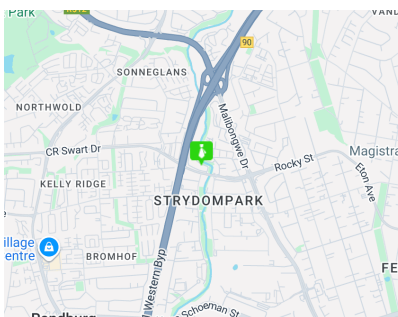 Park
VAND
90
SONNEGLANS
NORTHWOLD
Malibongwe Dr
CR Swart Dr
Magistra
Rocky St
Eton Ave
KELLY RIDGE
STRYDOMPARK
illage
entre
BROMHOF
Western Byp
FE
Schoeman St